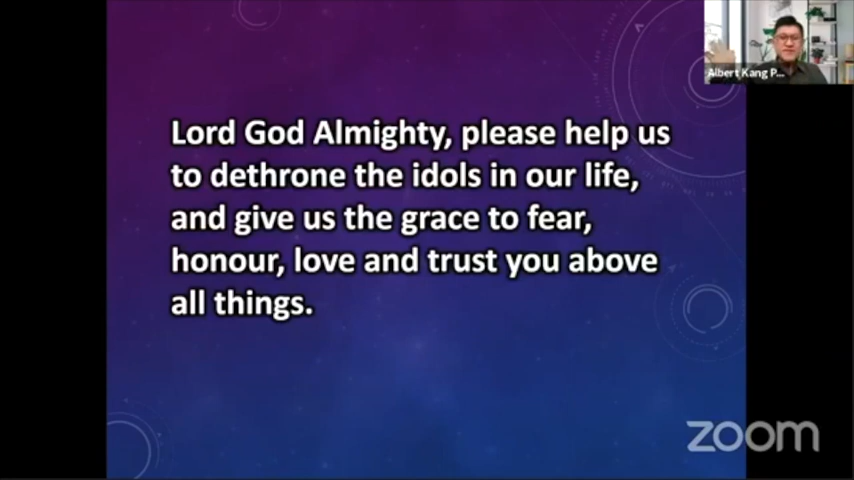 Albert Kang P...
Lord God Almighty, please help us
to dethrone the idols in our life,
and give us the grace to fear,
honour, love and trust you above
all things.
zoom